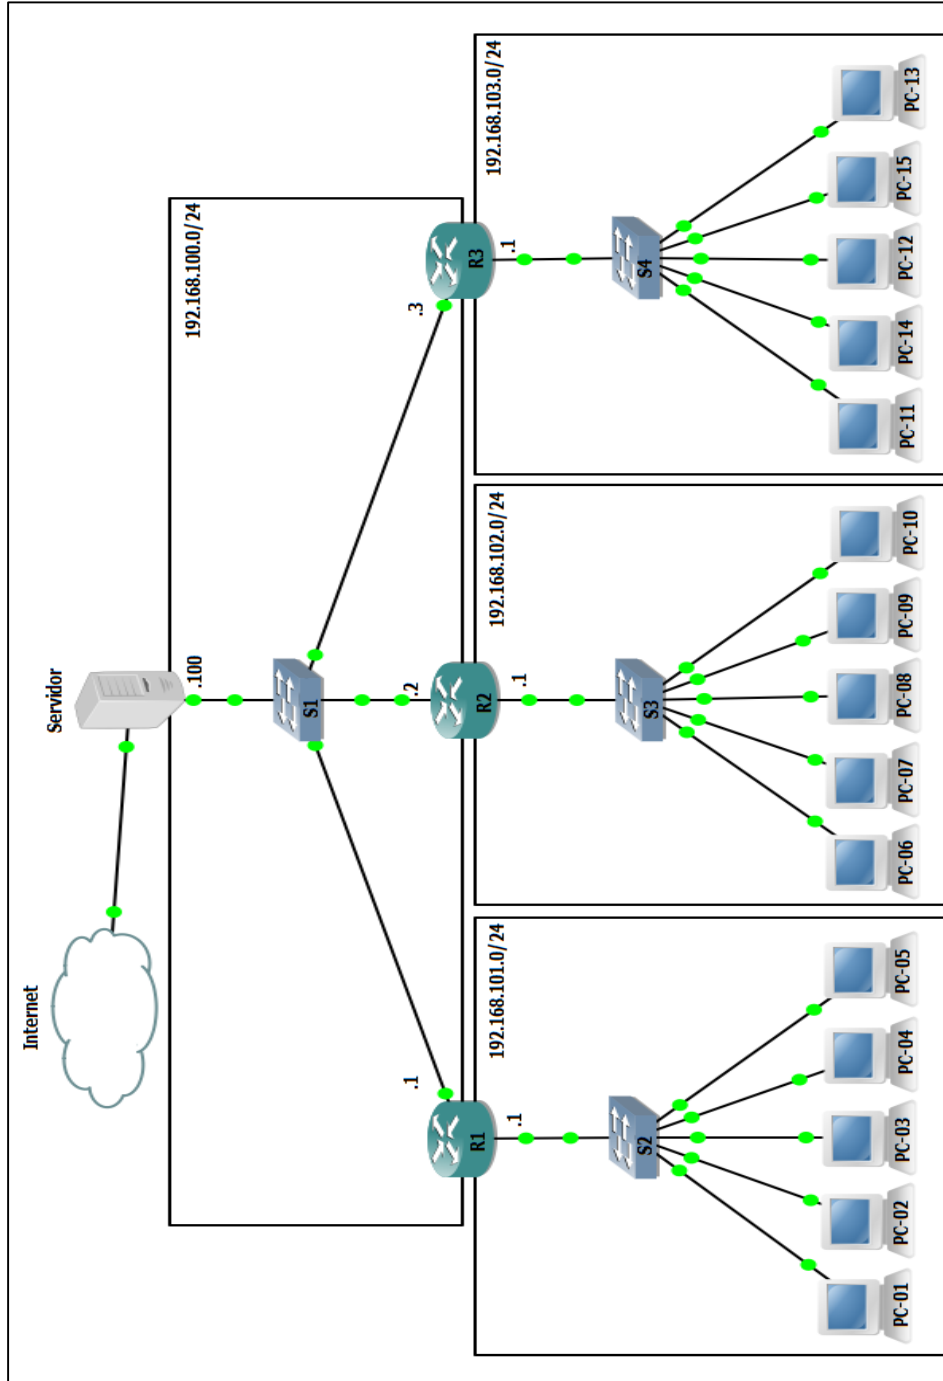 Internet
Servidor
.100
192.168.100.0/24
S1
.1
.2
.3
R1
R2
R3
.1
192.168.101.0/24
.1
192.168.102.0/24
.1
192.168.103.0/24
S2
S3
S4
PC-01
PC-02
PC-03
PC-04
PC-05
PC-06
PC-07
PC-08
PC-09
PC-10
PC-11
PC-14
PC-12
PC-15
PC-13